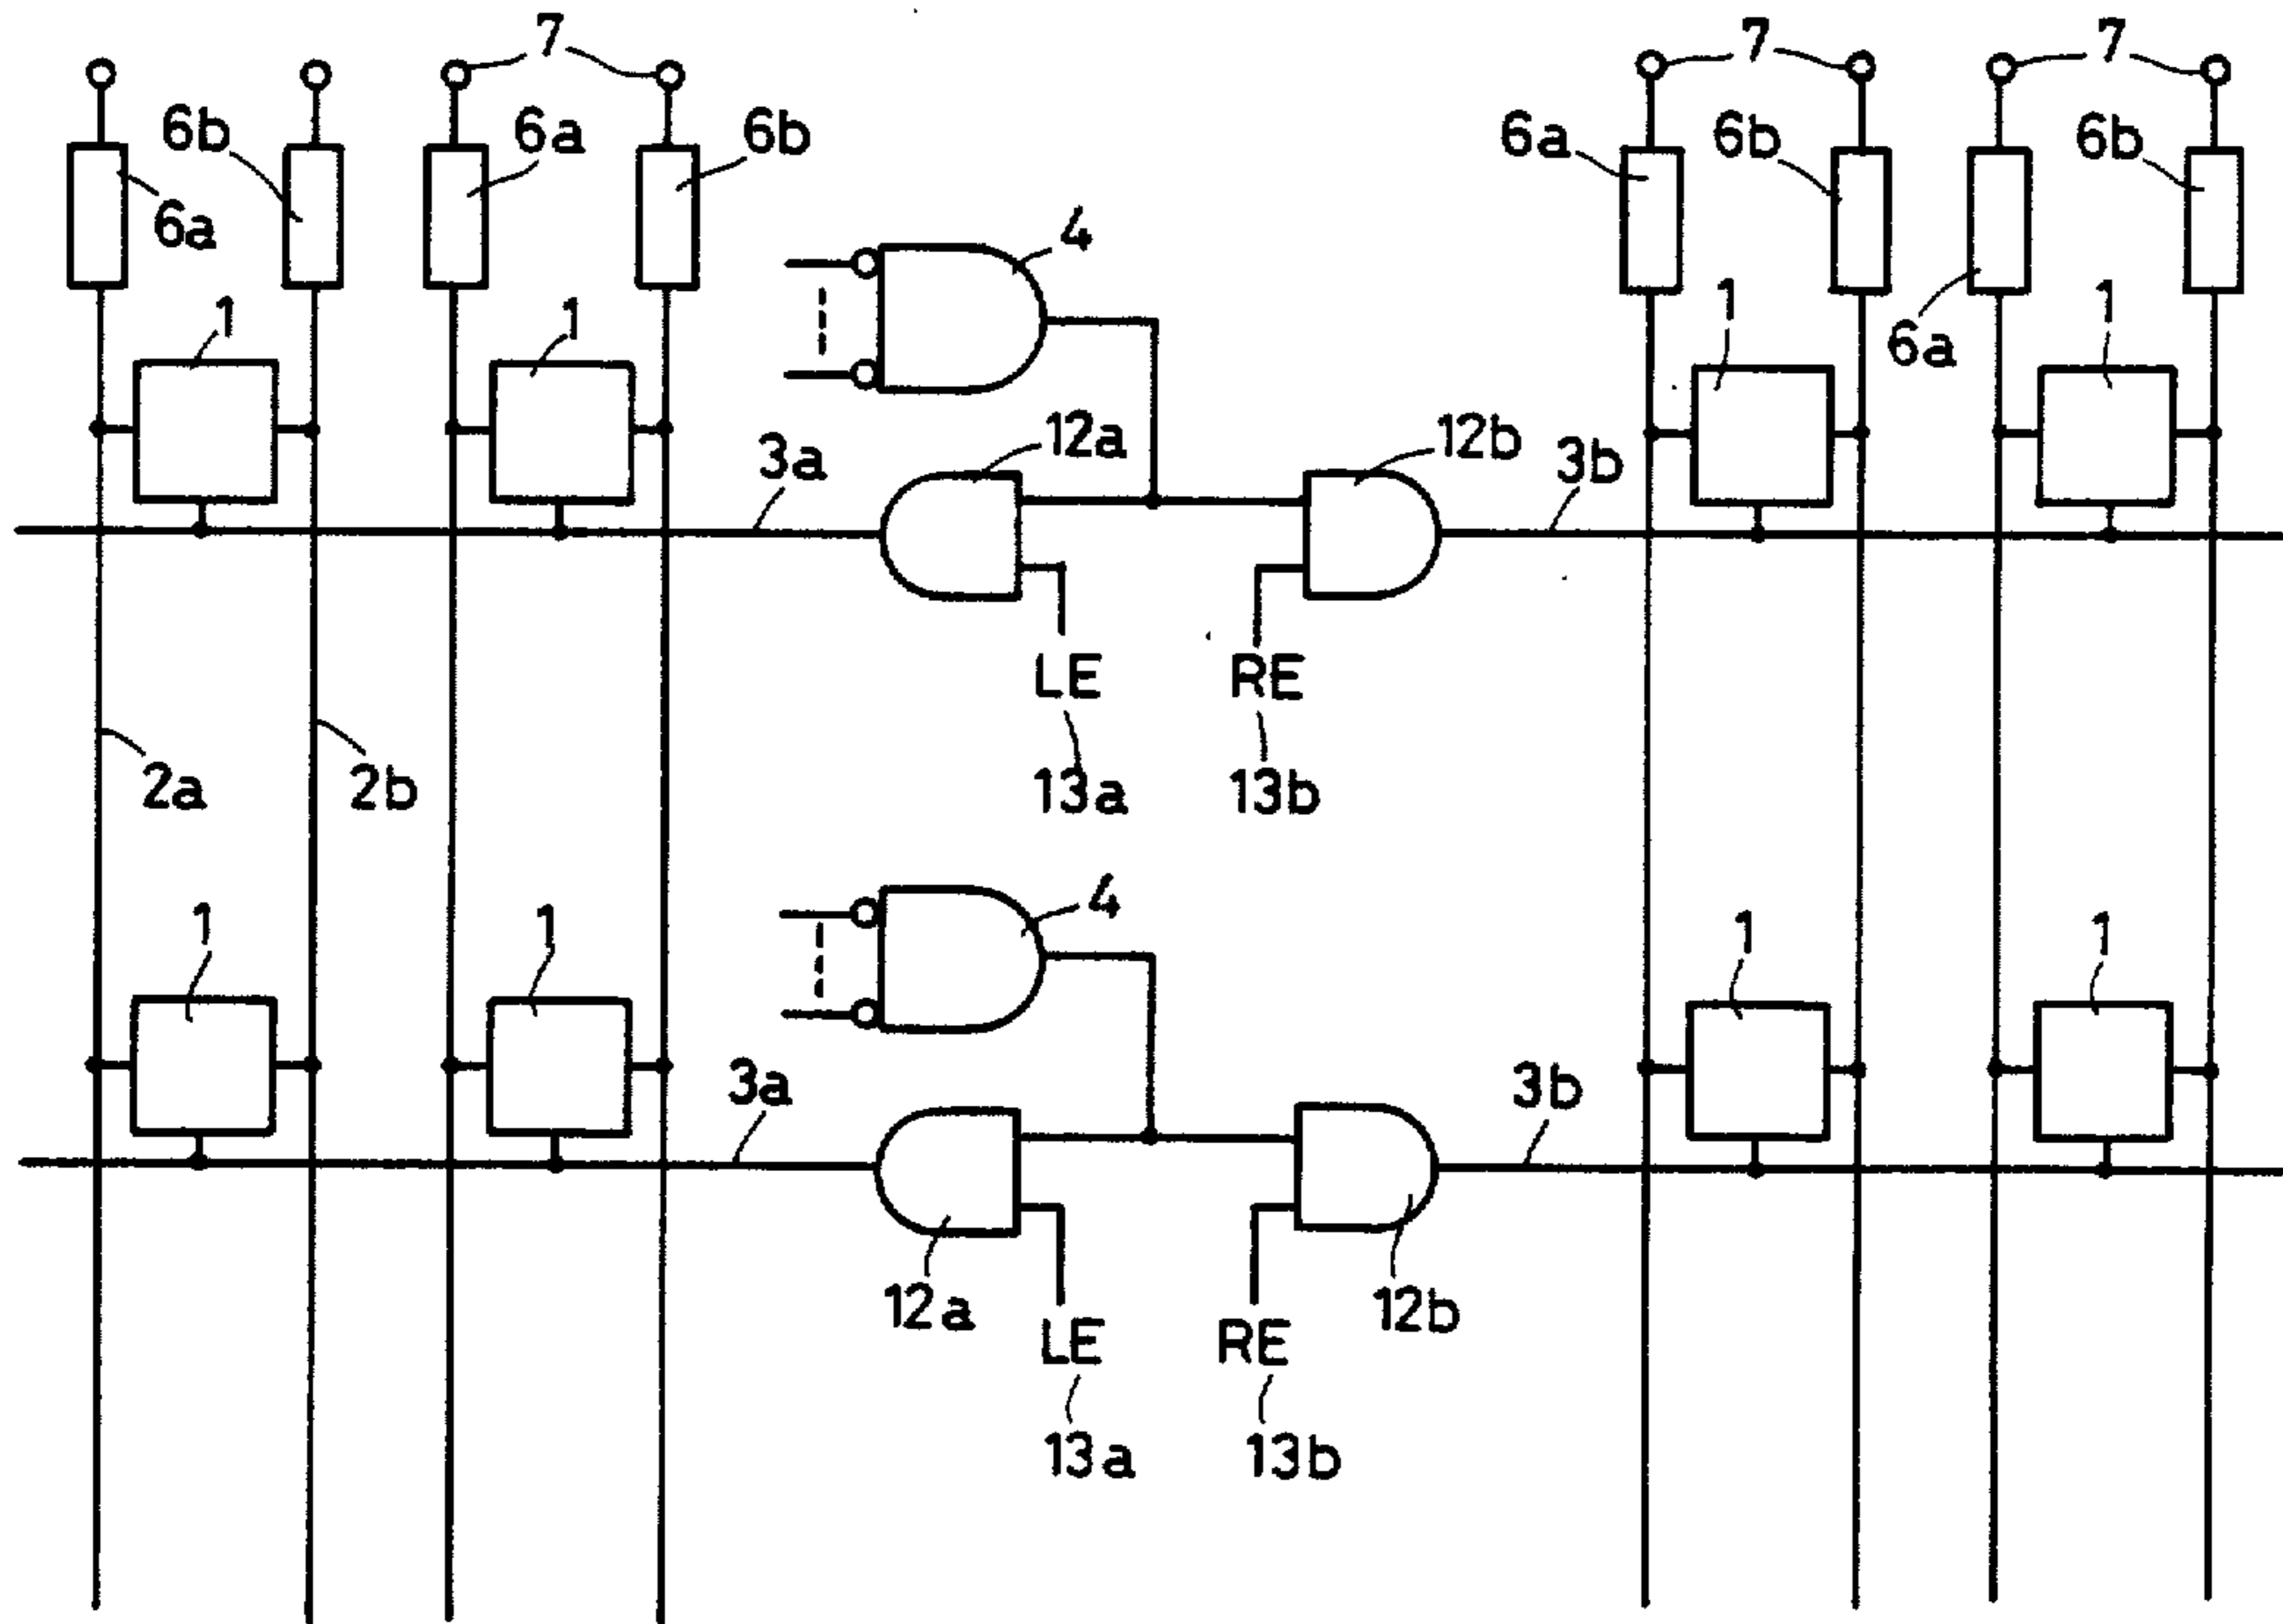 7 7 7
6b 6a 6b 6a 6b 6b
6a 4
1 1 1 1
6a
3a 12a 12b 3b
LE RE
2a 2b 13a 13b
4
1 1 1 1
3a 3b
12a 12b
LE RE
13a 13b